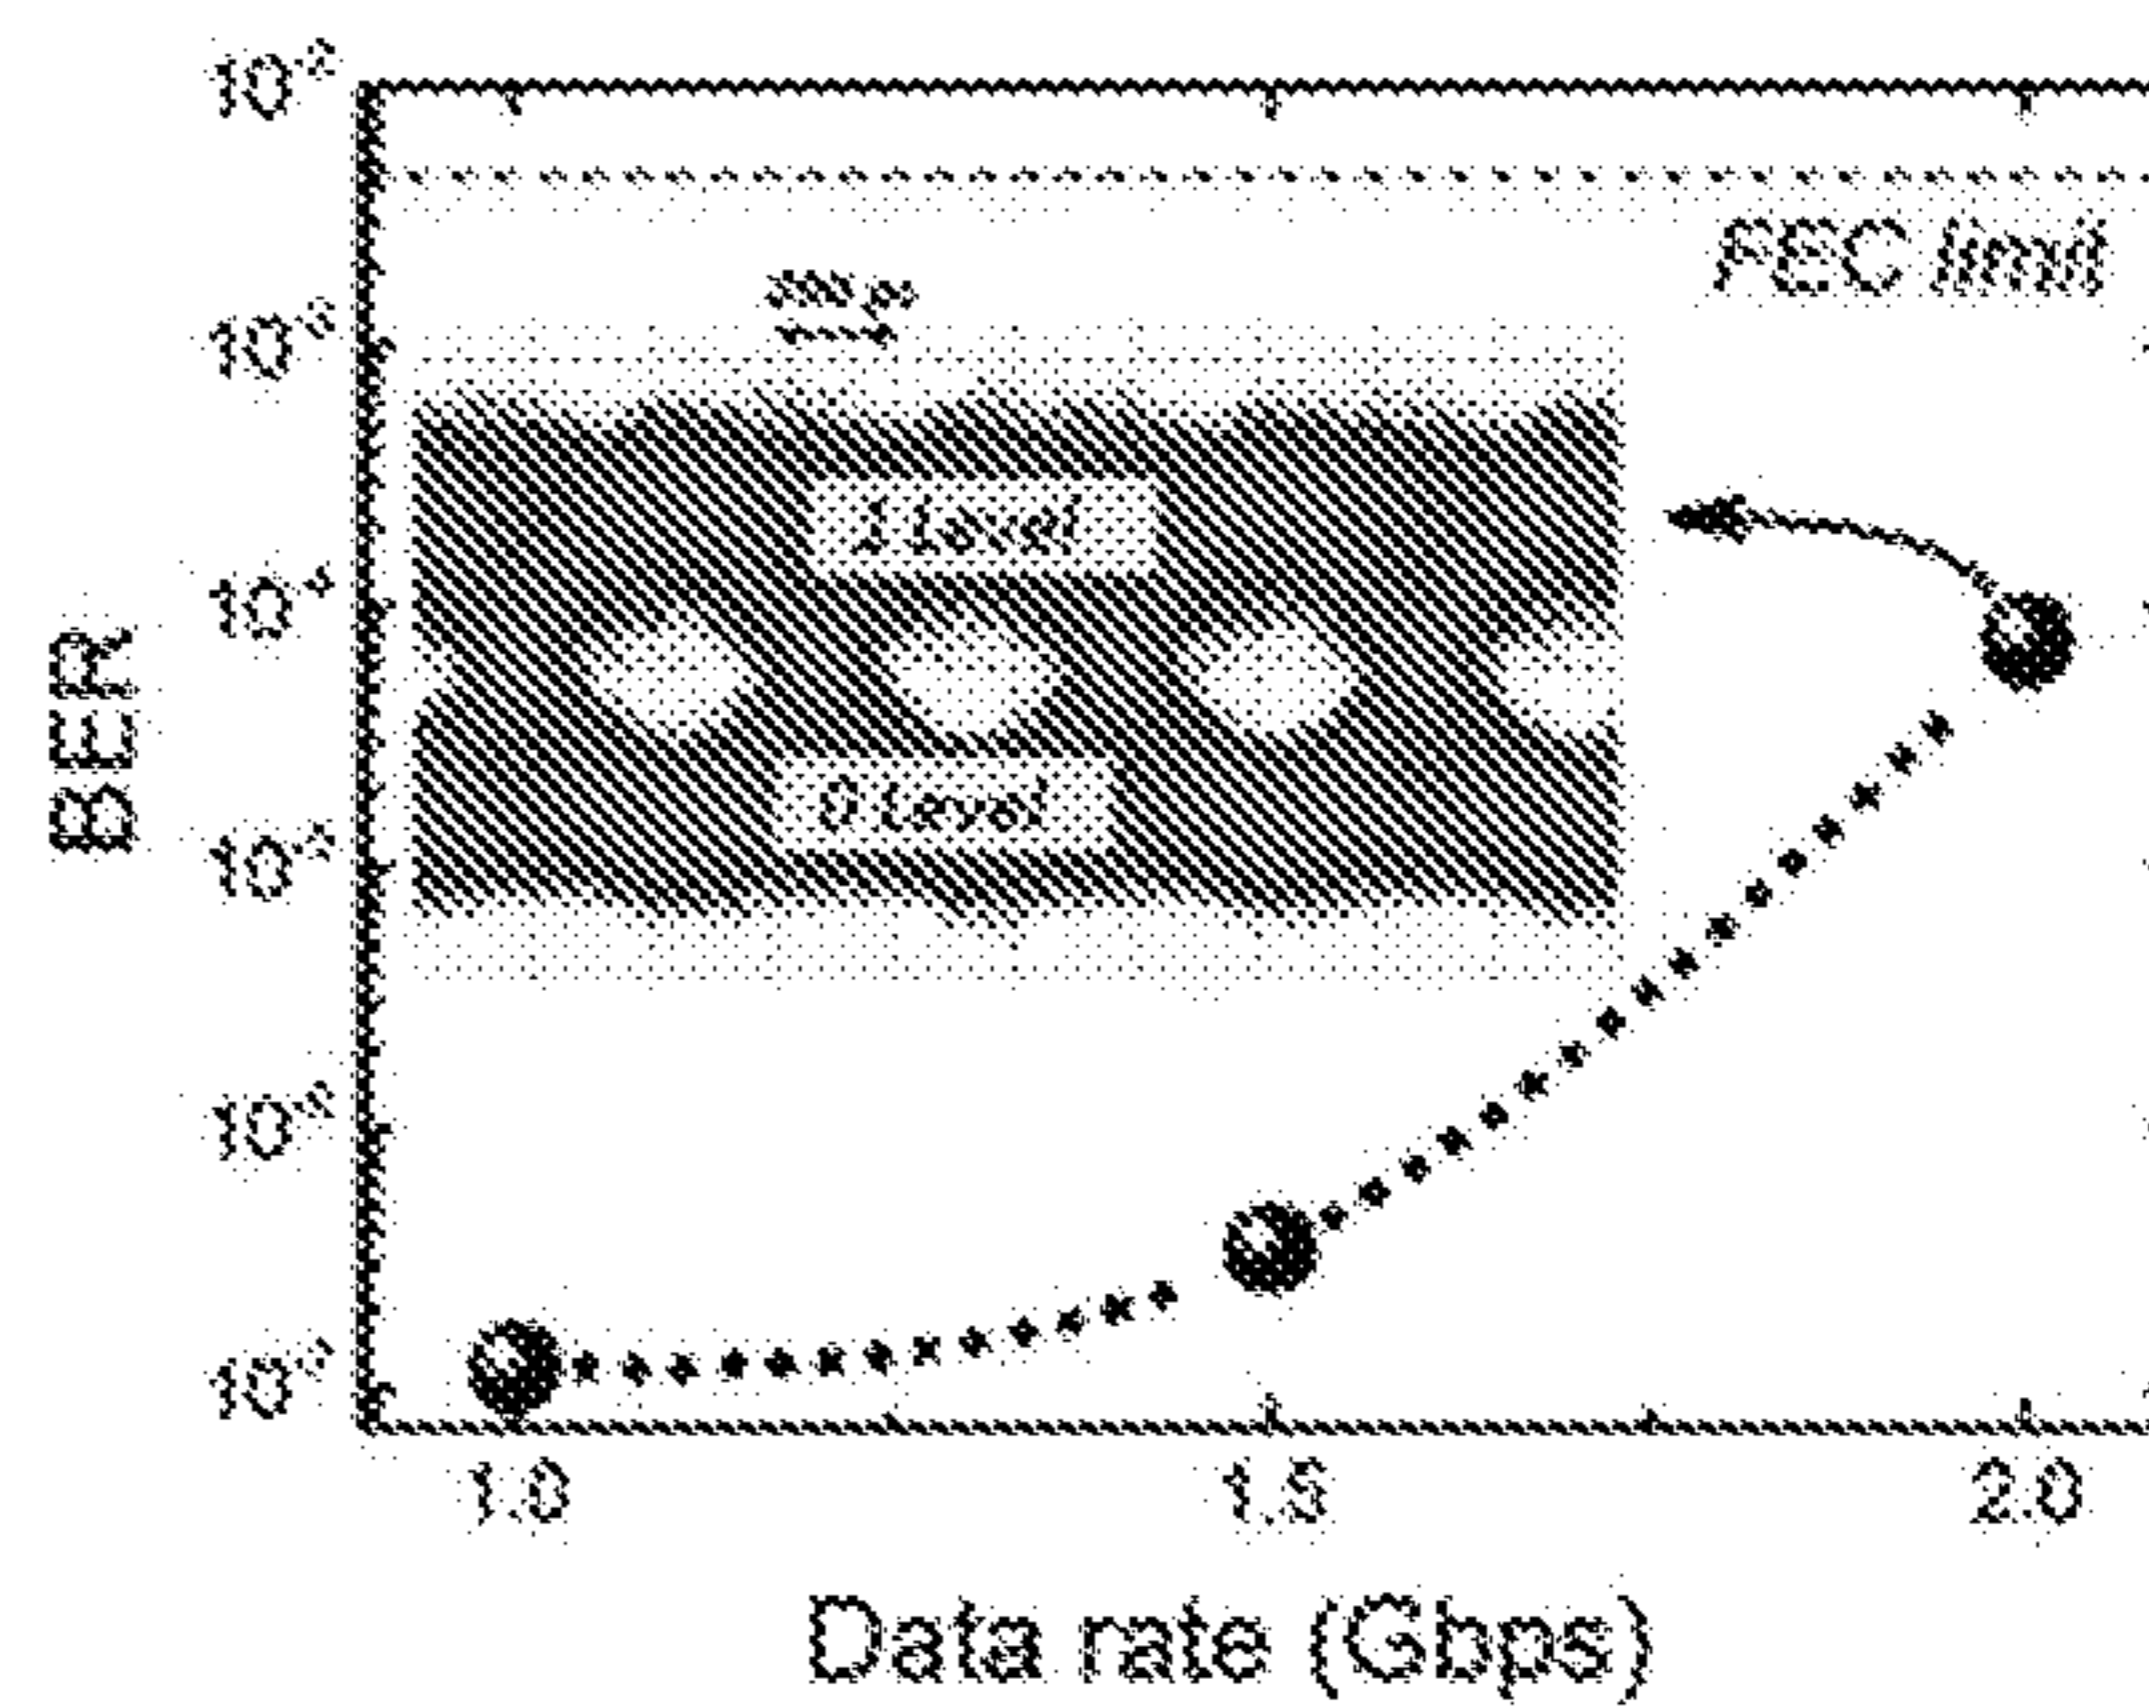 10⁻²
FEC limit
10⁻³
1 Level
10⁻⁴
BER
0 Level
10⁻⁵
10⁻⁶
10⁻⁷
1.0 1.5 2.0
Data rate (Gbps)